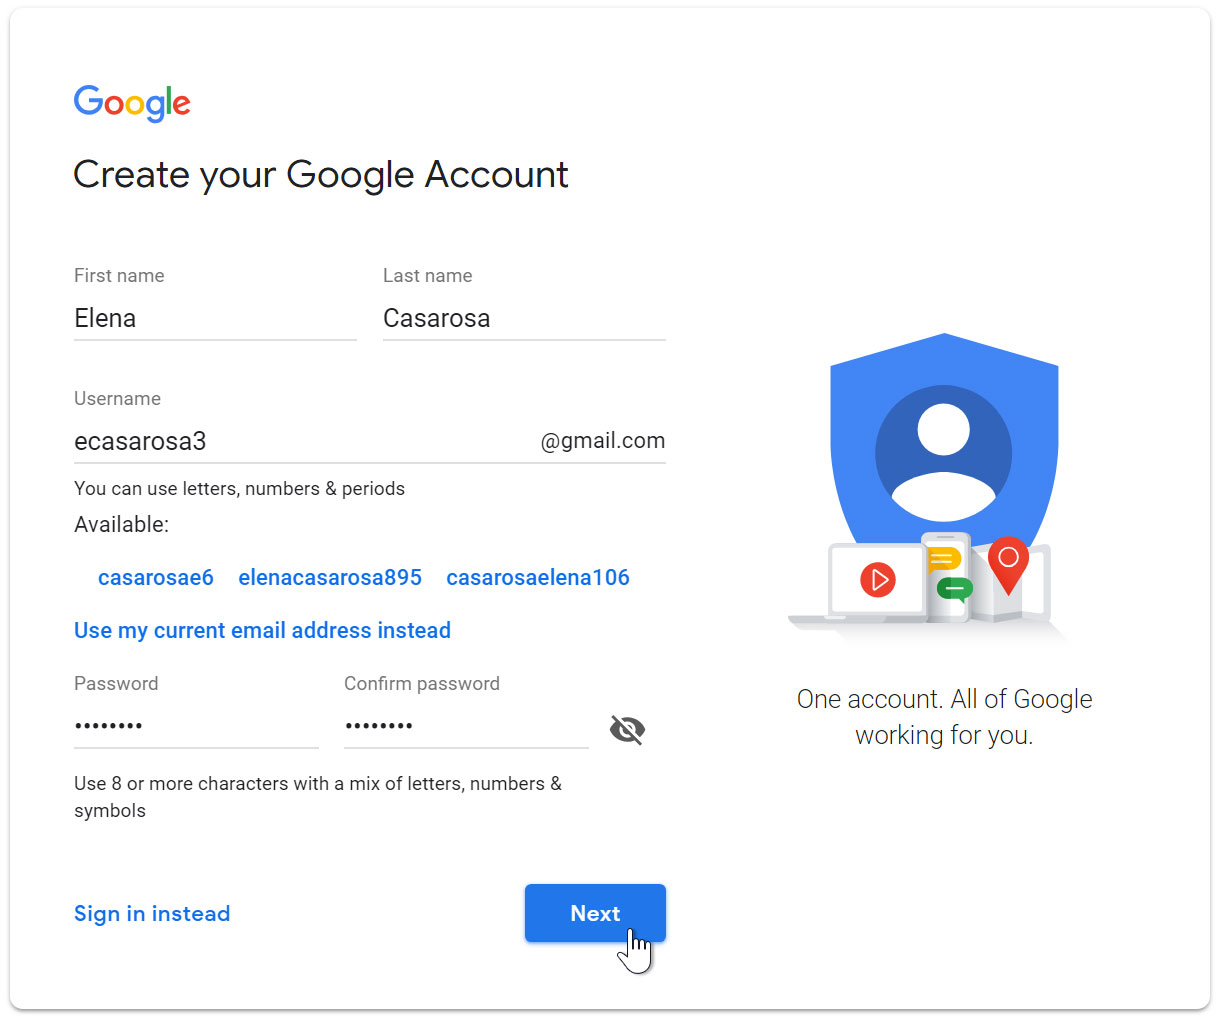 Google
Create your Google Account
First name
Last name
Elena
Casarosa
Username
ecasarosa3
@gmail.com
You can use letters, numbers & periods
Available:
casarosae6 elenacasarosa895 casarosaelena106
Use my current email address instead
Password
Confirm password
••••••••
••••••••
Use 8 or more characters with a mix of letters, numbers &
symbols
Sign in instead
Next
One account. All of Google
working for you.